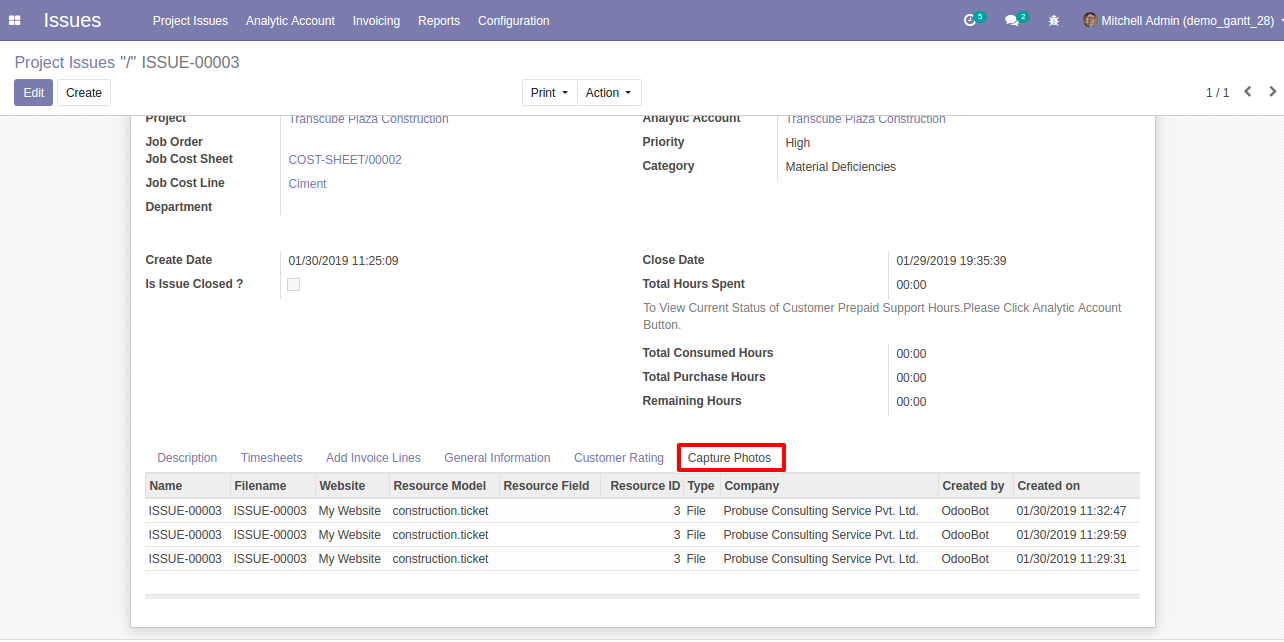 Issues Project Issues Analytic Account Invoicing Reports Configuration 5 2 Mitchell Admin (demo_gantt_28)
Project Issues "/" ISSUE-00003
Edit Create Print Action 1 / 1
Project Transcube Plaza Construction Analytic Account Transcube Plaza Construction
Job Order Priority High
Job Cost Sheet COST-SHEET/00002 Category Material Deficiencies
Job Cost Line Ciment
Department
Create Date 01/30/2019 11:25:09 Close Date 01/29/2019 19:35:39
Is Issue Closed ? Total Hours Spent 00:00
To View Current Status of Customer Prepaid Support Hours.Please Click Analytic Account
Button.
Total Consumed Hours 00:00
Total Purchase Hours 00:00
Remaining Hours 00:00
Description Timesheets Add Invoice Lines General Information Customer Rating Capture Photos
Name Filename Website Resource Model Resource Field Resource ID Type Company Created by Created on
ISSUE-00003 ISSUE-00003 My Website construction.ticket 3 File Probuse Consulting Service Pvt. Ltd. OdooBot 01/30/2019 11:32:47
ISSUE-00003 ISSUE-00003 My Website construction.ticket 3 File Probuse Consulting Service Pvt. Ltd. OdooBot 01/30/2019 11:29:59
ISSUE-00003 ISSUE-00003 My Website construction.ticket 3 File Probuse Consulting Service Pvt. Ltd. OdooBot 01/30/2019 11:29:31